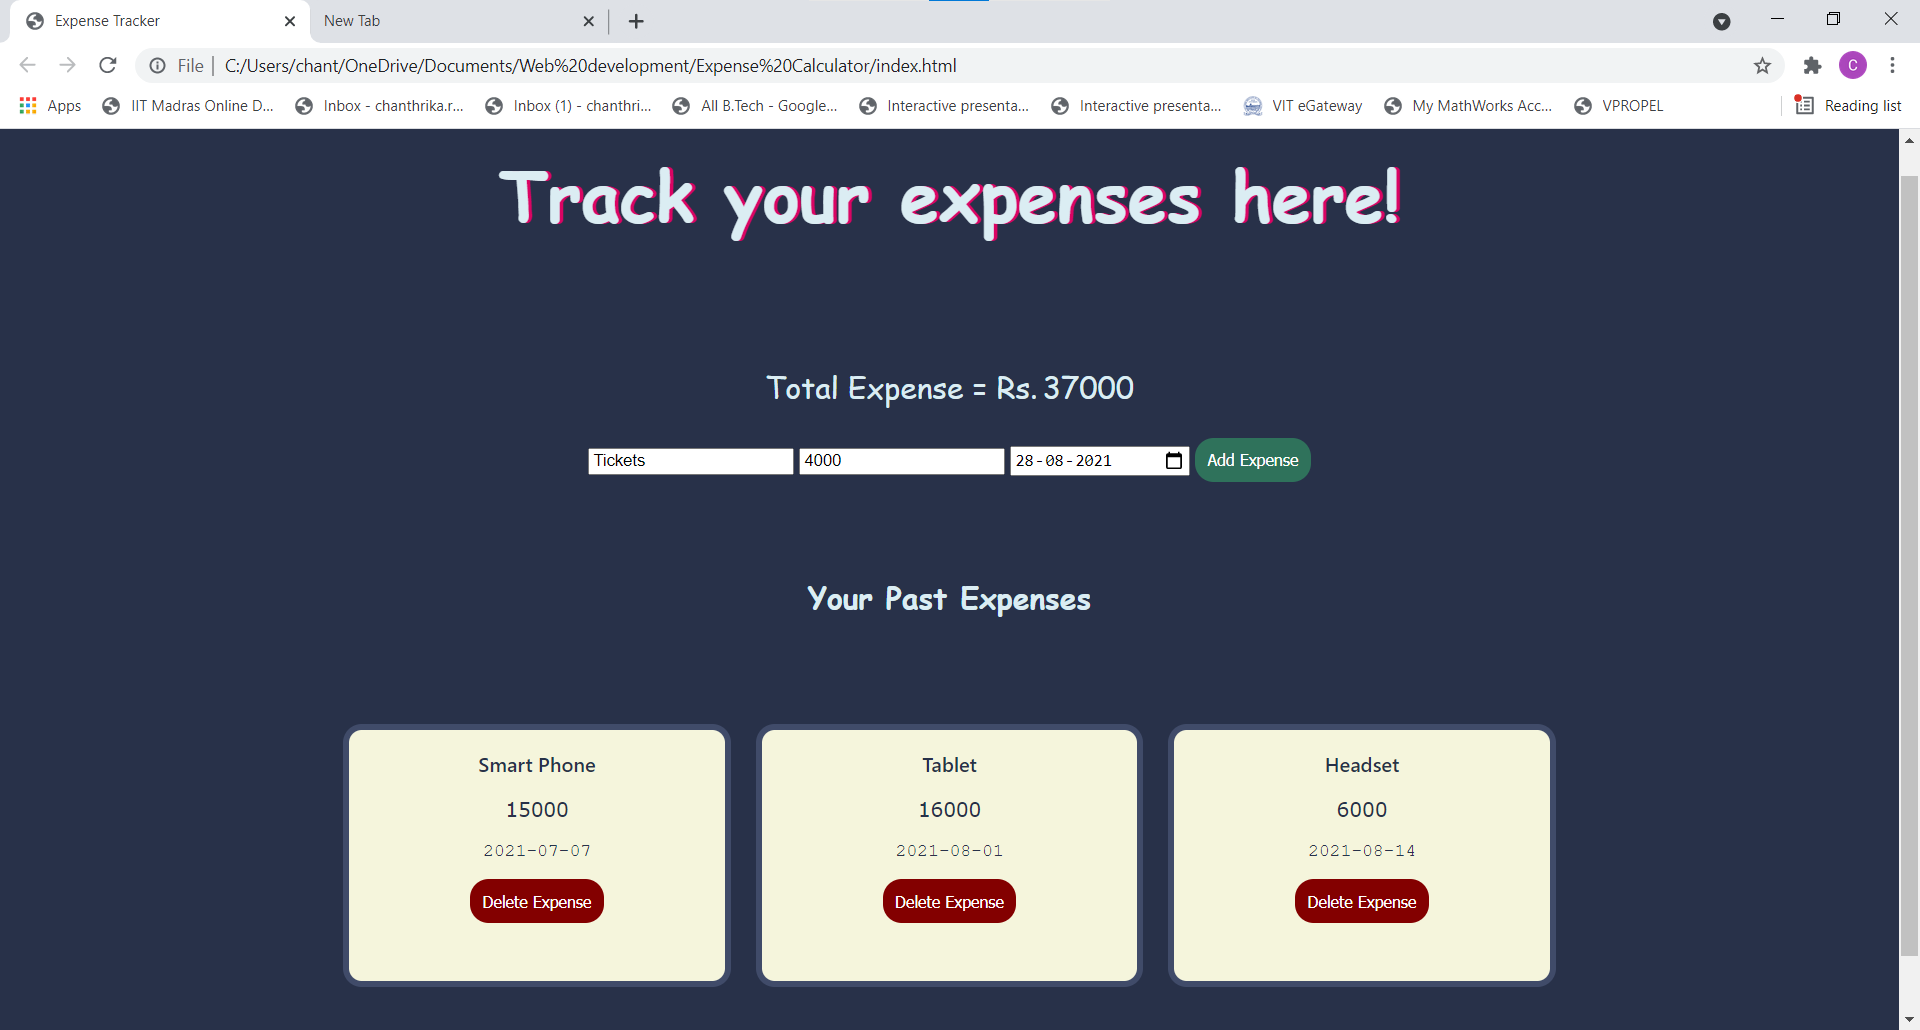 Expense Tracker
New Tab
File
C:/Users/chant/OneDrive/Documents/Web%20development/Expense%20Calculator/index.html
C
Apps
IIT Madras Online D...
Inbox - chanthrika.r...
Inbox (1) - chanthri...
All B.Tech - Google...
Interactive presenta...
Interactive presenta...
VIT eGateway
My MathWorks Acc...
VPROPEL
Reading list
Track your expenses here!
Total Expense = Rs. 37000
Tickets 4000 28-08-2021 Add Expense
Your Past Expenses
Smart Phone
15000
2021-07-07
Delete Expense
Tablet
16000
2021-08-01
Delete Expense
Headset
6000
2021-08-14
Delete Expense